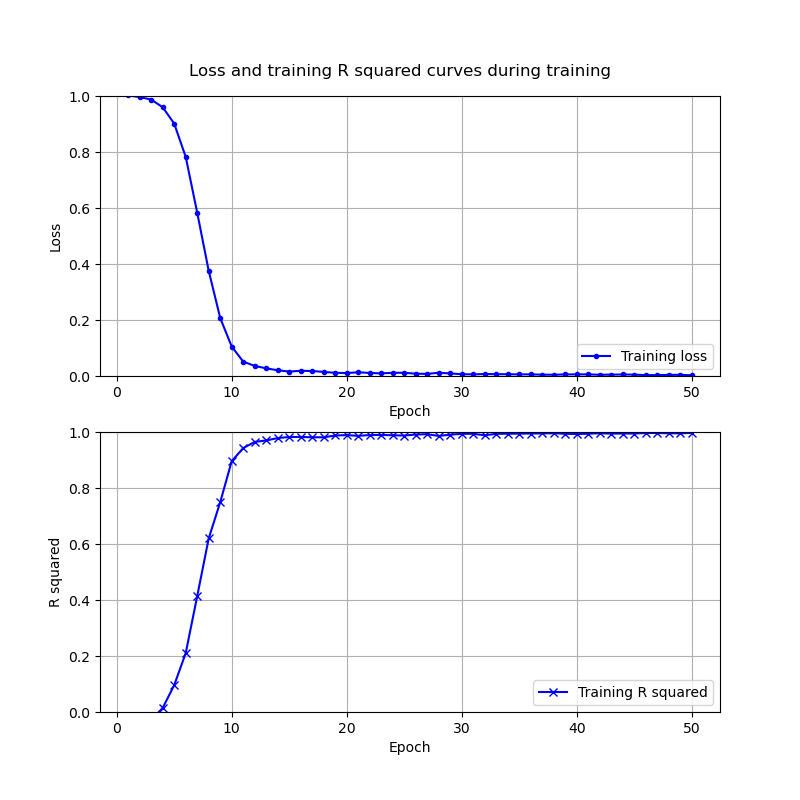 Loss and training R squared curves during training
1.0
0.8
0.6
0.4
0.2
0.0
Loss
0 10 20 30 40 50
Epoch
Training loss
1.0
0.8
0.6
0.4
0.2
0.0
R squared
0 10 20 30 40 50
Epoch
Training R squared